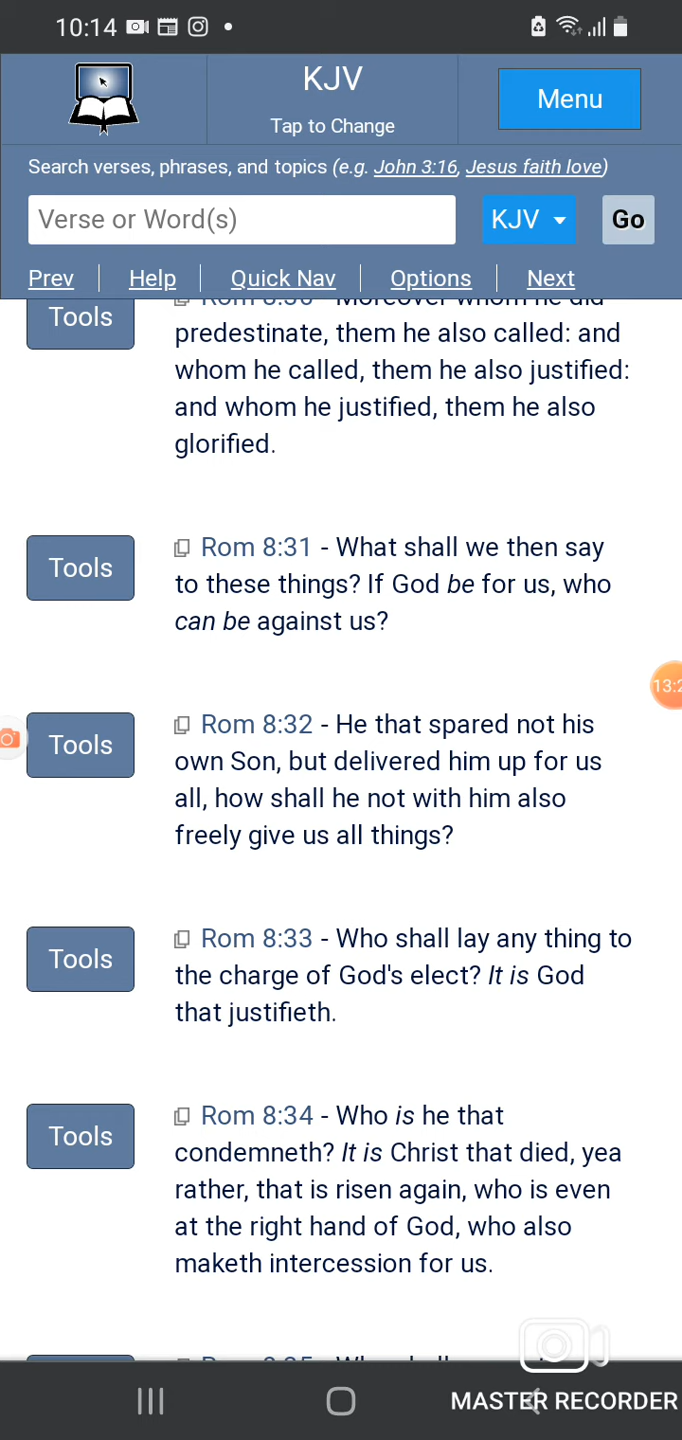 10:14
KJV
Tap to Change
Menu
Search verses, phrases, and topics (e.g. John 3:16, Jesus faith love)
Verse or Word(s)
KJV
Go
Prev Help Quick Nav Options Next
Tools
Moreover whom he did
predestinate, them he also called: and
whom he called, them he also justified:
and whom he justified, them he also
glorified.
Tools
Rom 8:31 - What shall we then say
to these things? If God be for us, who
can be against us?
Tools
Rom 8:32 - He that spared not his
own Son, but delivered him up for us
all, how shall he not with him also
freely give us all things?
Tools
Rom 8:33 - Who shall lay any thing to
the charge of God's elect? It is God
that justifieth.
Tools
Rom 8:34 - Who is he that
condemneth? It is Christ that died, yea
rather, that is risen again, who is even
at the right hand of God, who also
maketh intercession for us.
MASTER RECORDER